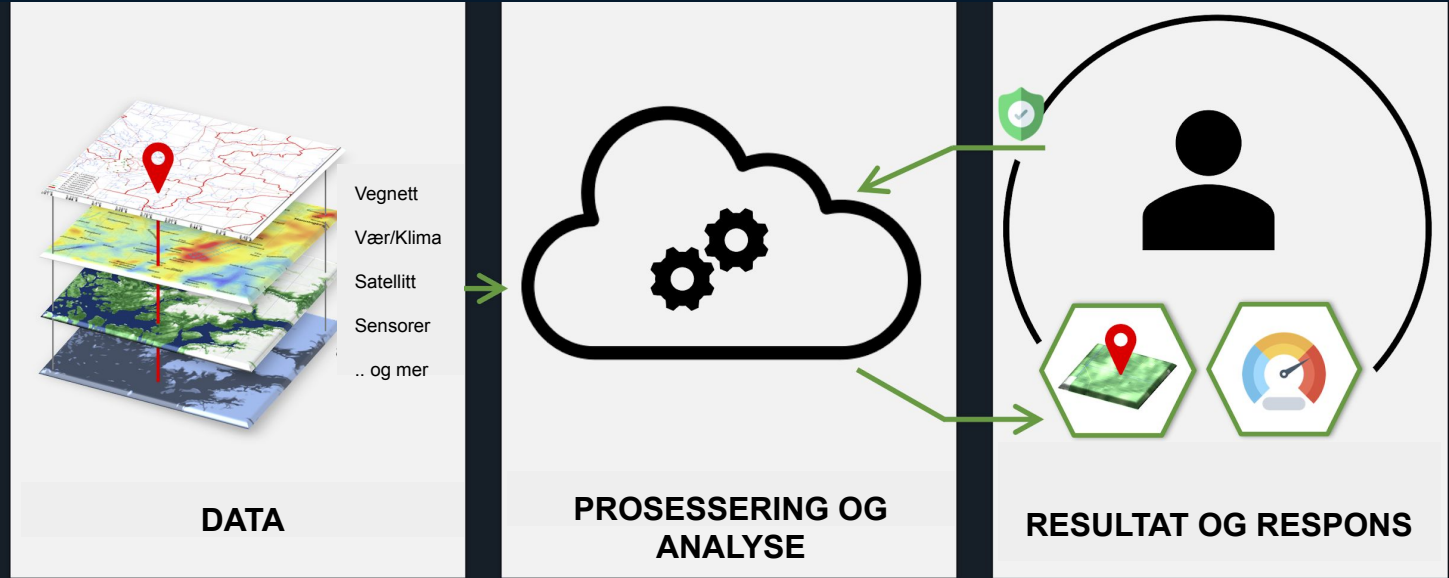 Vegnett
Vær/Klima
Satellitt
Sensorer
.. og mer
DATA
PROSESSERING OG
ANALYSE
RESULTAT OG RESPONS